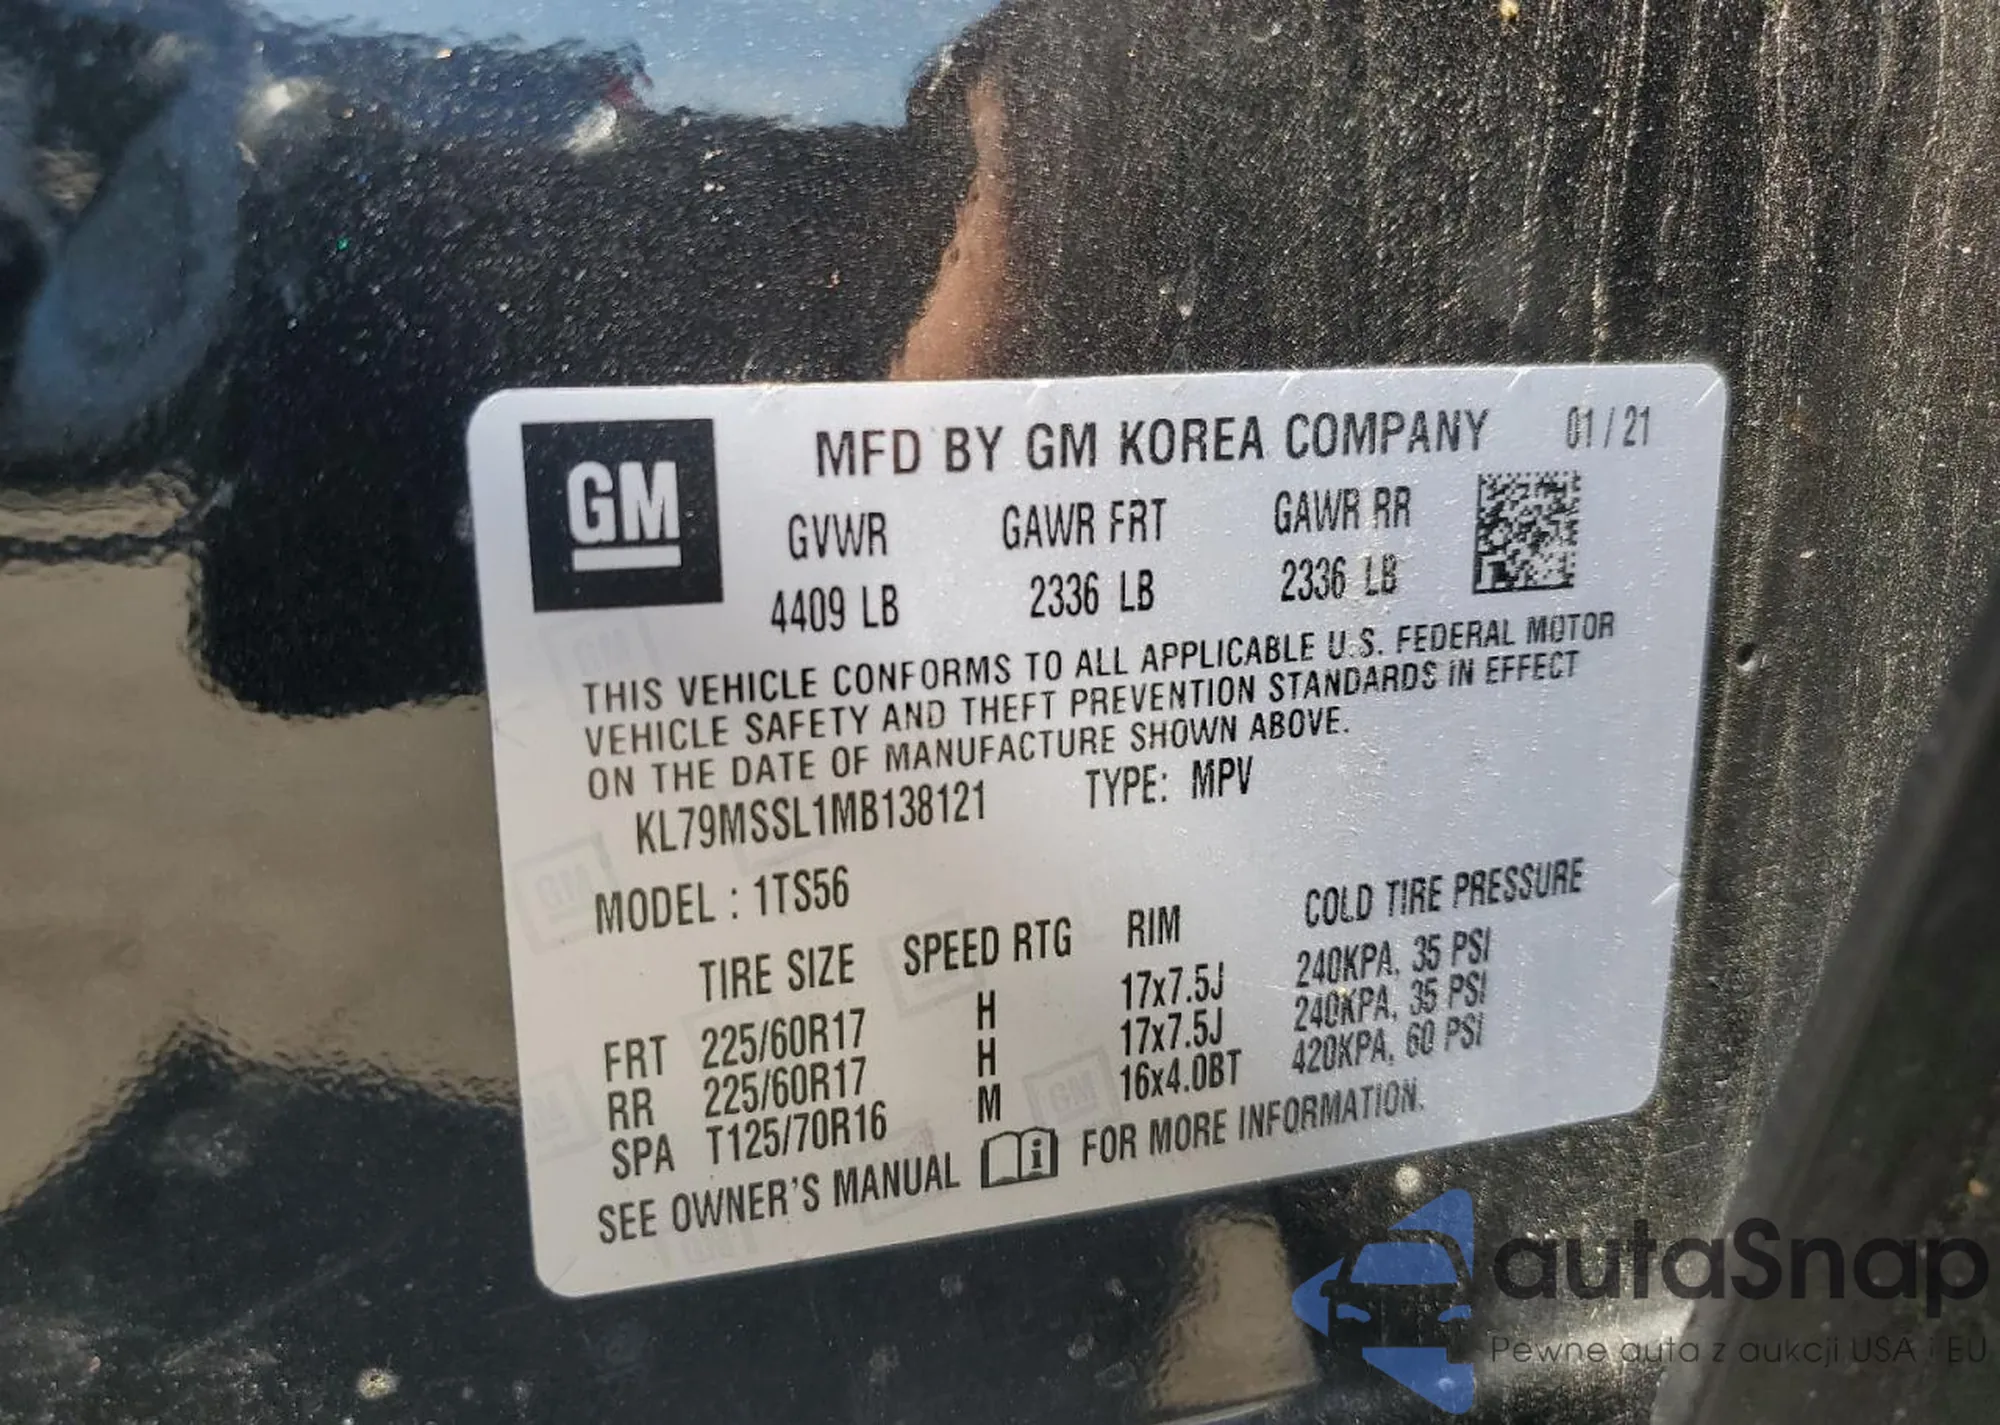 GM
MFD BY GM KOREA COMPANY 01/21
GVWR GAWR FRT GAWR RR
4409 LB 2336 LB 2336 LB
THIS VEHICLE CONFORMS TO ALL APPLICABLE U.S. FEDERAL MOTOR
VEHICLE SAFETY AND THEFT PREVENTION STANDARDS IN EFFECT
ON THE DATE OF MANUFACTURE SHOWN ABOVE.
KL79MSSL1MB138121 TYPE: MPV
MODEL : 1TS56
TIRE SIZE SPEED RTG RIM COLD TIRE PRESSURE
FRT 225/60R17 H 17x7.5J 240KPA, 35 PSI
RR 225/60R17 H 17x7.5J 240KPA, 35 PSI
SPA T125/70R16 M 16x4.0BT 420KPA, 60 PSI
SEE OWNER'S MANUAL FOR MORE INFORMATION.
autaSnap
Pewne auta z aukcji USA i EU